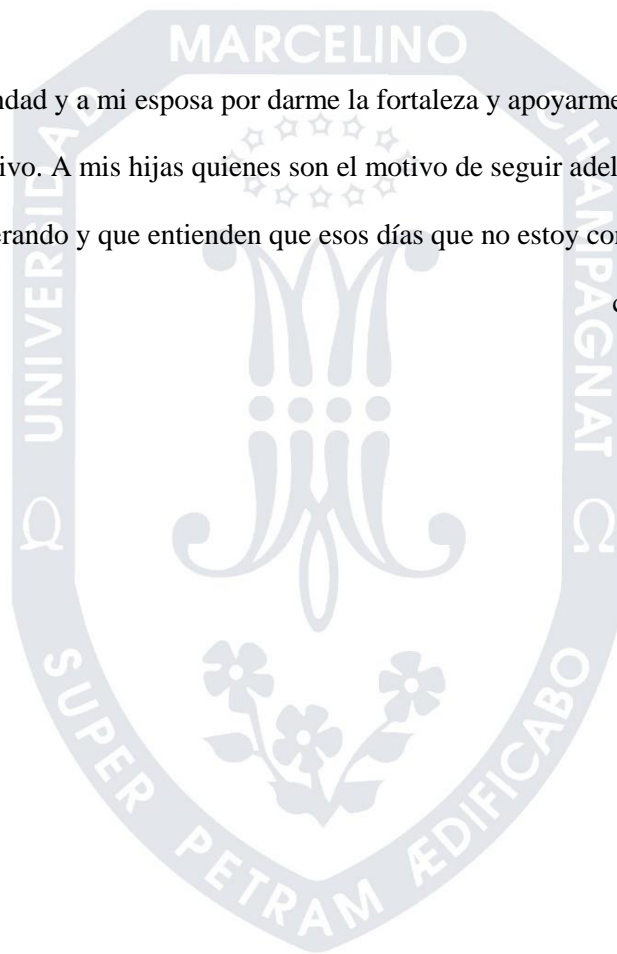 MARCELINO
ndad y a mi esposa por darme la fortaleza y apoyarme
ivo. A mis hijas quienes son el motivo de seguir adel
erando y que entienden que esos días que no estoy con
UNIVERSIDAD
CHAMPAGNAT
SUPER PETRAM ÆDIFICABO